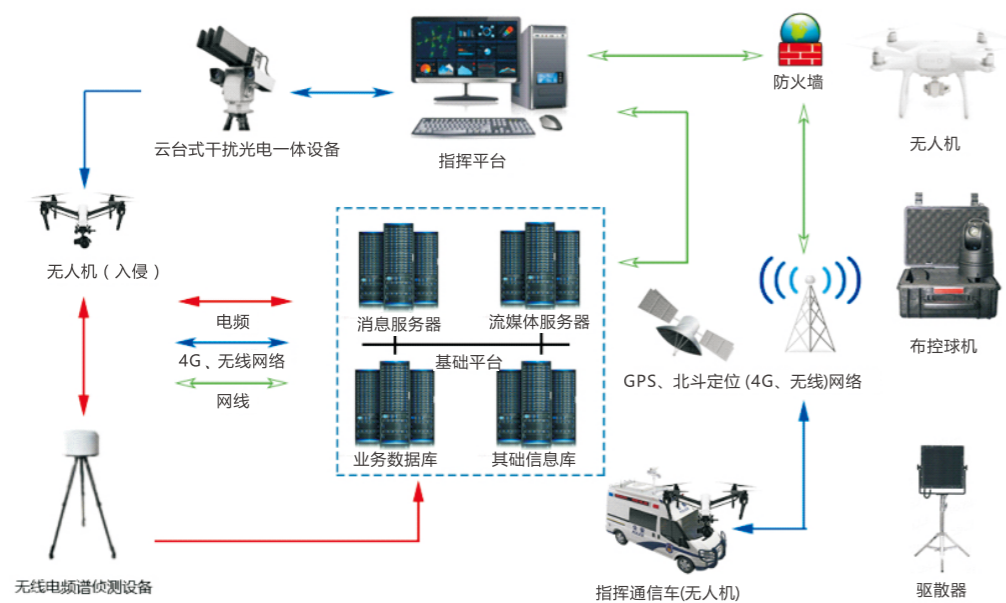 防火墙
无人机
云台式干扰光电一体设备
指挥平台
无人机（入侵）
电频
4G、无线网络
网线
消息服务器
流媒体服务器
基础平台
业务数据库
其础信息库
GPS、北斗定位 (4G、无线)网络
布控球机
无线电频谱侦测设备
指挥通信车(无人机)
驱散器